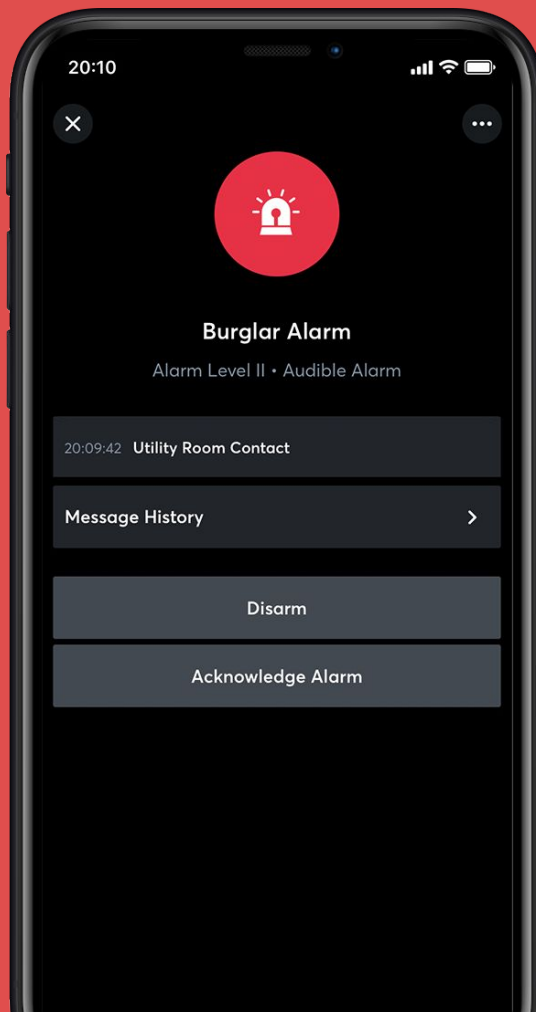 20:10
Burglar Alarm
Alarm Level II • Audible Alarm
20:09:42 Utility Room Contact
Message History
Disarm
Acknowledge Alarm